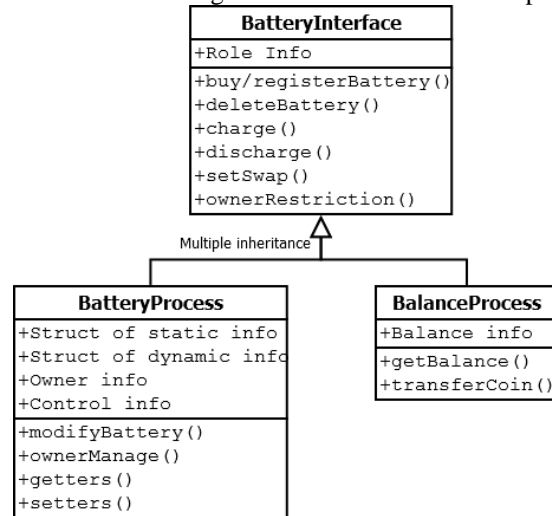 BatteryInterface
+Role Info
+buy/registerBattery()
+deleteBattery()
+charge()
+discharge()
+setSwap()
+ownerRestriction()
Multiple inheritance
BatteryProcess
+Struct of static info
+Struct of dynamic info
+Owner info
+Control info
+modifyBattery()
+ownerManage()
+getters()
+setters()
BalanceProcess
+Balance info
+getBalance()
+transferCoin()